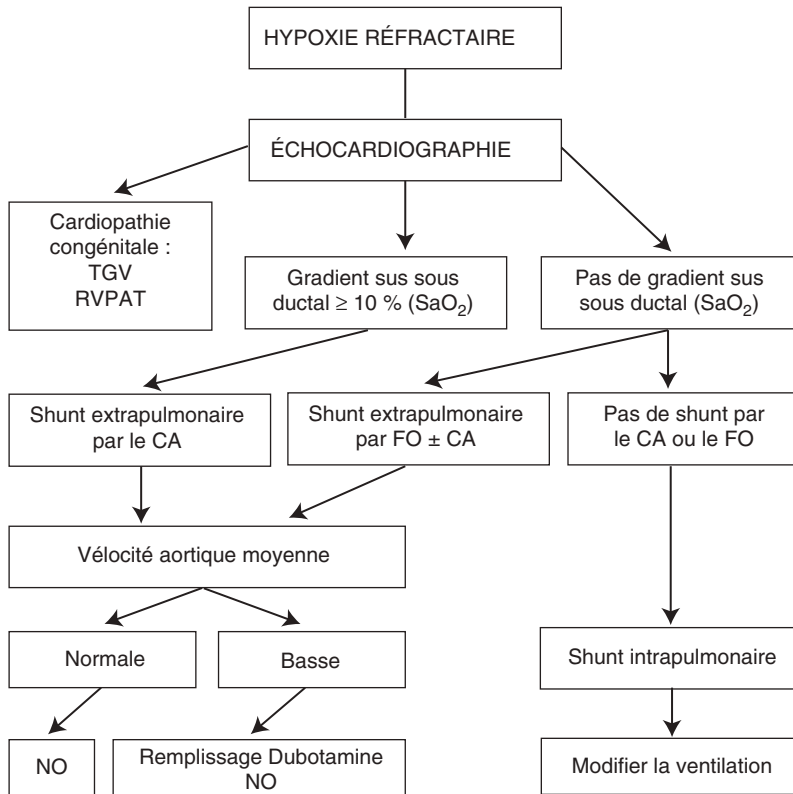 HYPOXIE RÉFRACTAIRE
ÉCHOCARDIOGRAPHIE
Cardiopathie
congénitale :
TGV
RVPAT
Gradient sus sous
ductal ≥ 10 % (SaO₂)
Pas de gradient sus
sous ductal (SaO₂)
Shunt extrapulmonaire
par le CA
Shunt extrapulmonaire
par FO ± CA
Pas de shunt par
le CA ou le FO
Vélocité aortique moyenne
Normale
Basse
Shunt intrapulmonaire
NO
Remplissage Dubotamine
NO
Modifier la ventilation